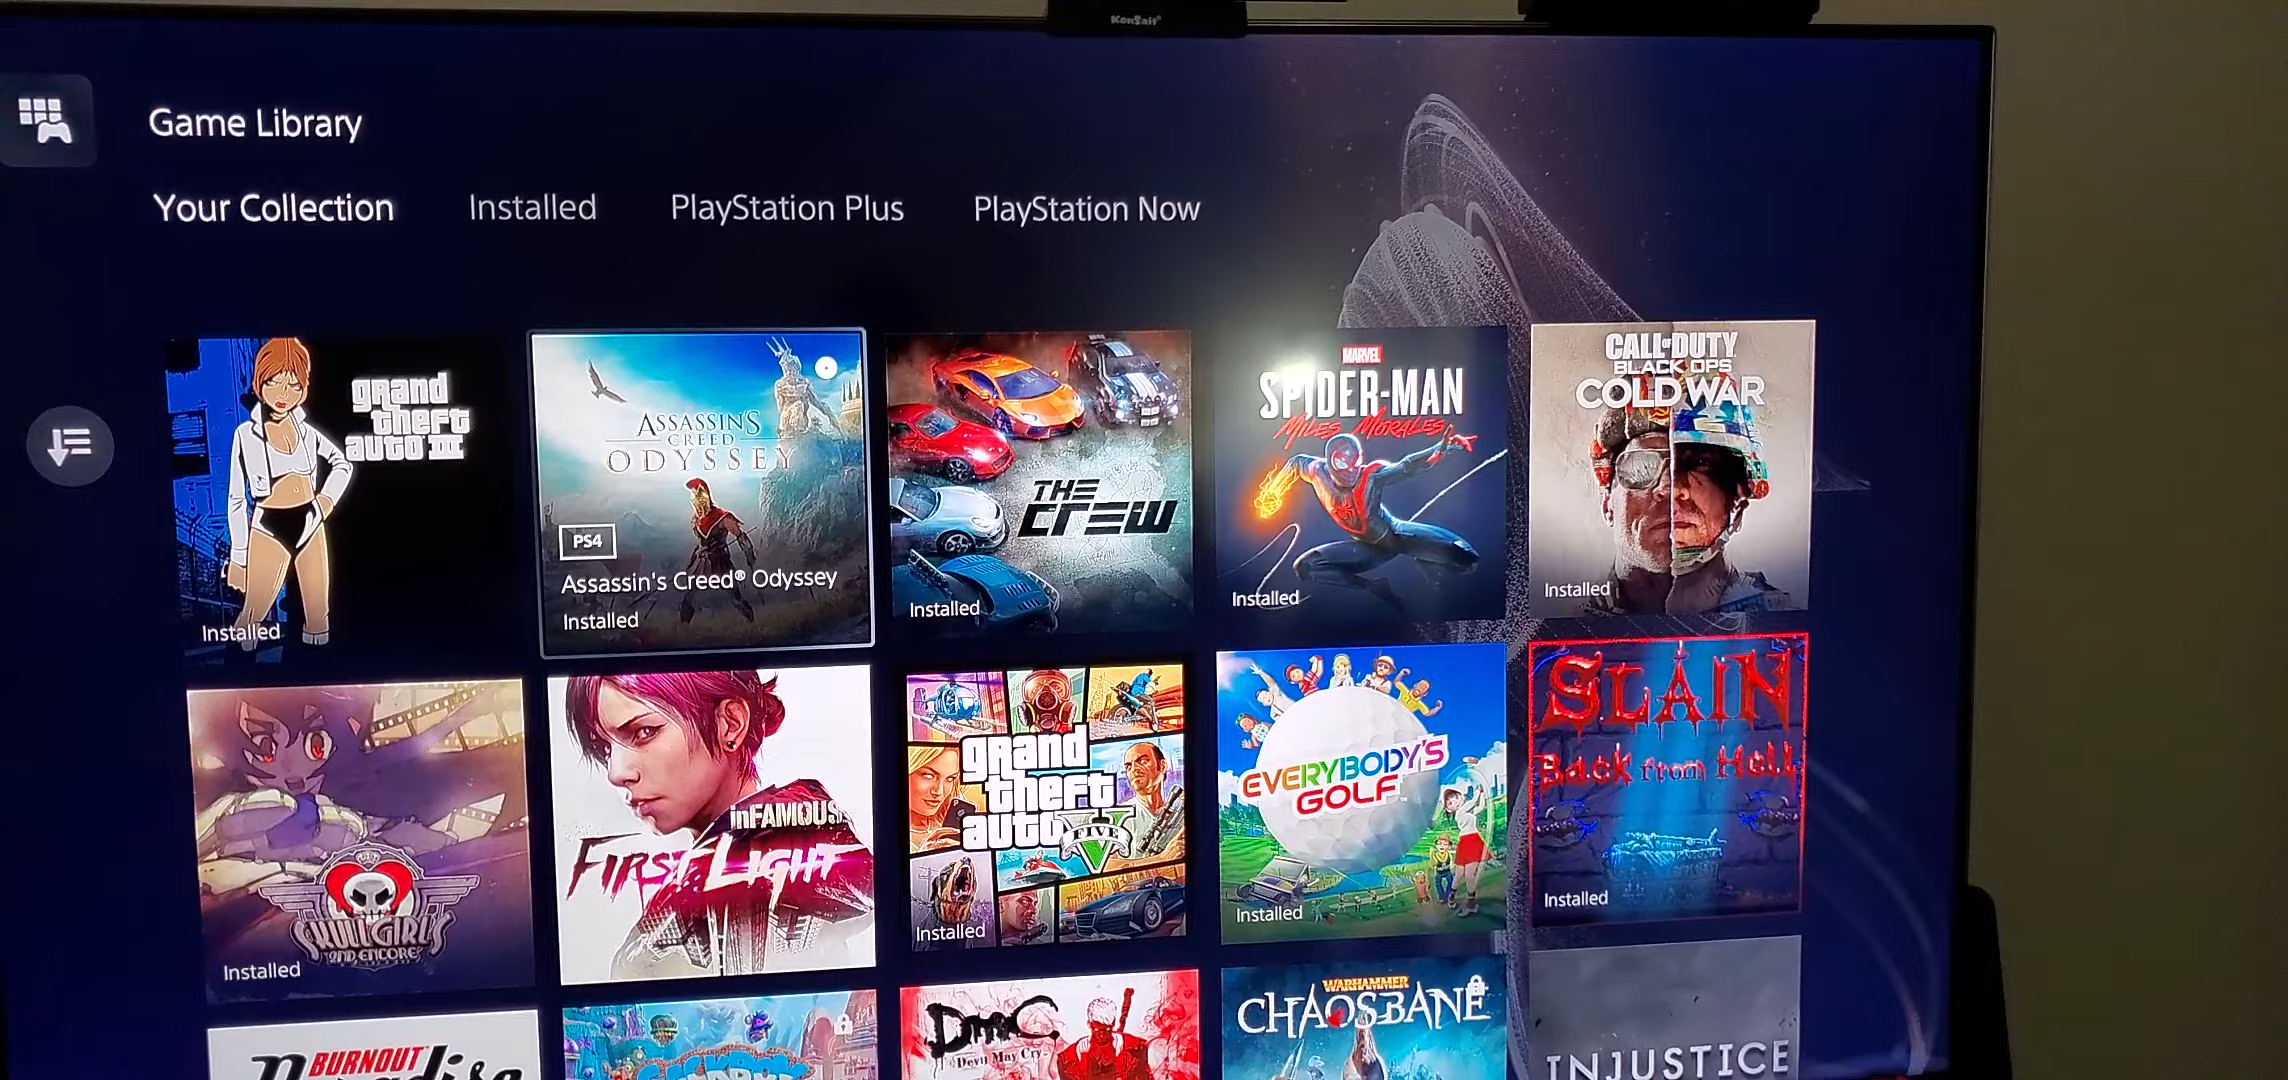 KonSait
Game Library
Your Collection
Installed
PlayStation Plus
PlayStation Now
grand
theft
auto III
Installed
ASSASSIN'S
CREED
ODYSSEY
PS4
Assassin's Creed® Odyssey
Installed
THE
CREW
Installed
MARVEL
SPIDER-MAN
MILES MORALES
Installed
CALL OF DUTY
BLACK OPS
COLD WAR
Installed
SKULLGIRLS
2ND ENCORE
Installed
inFAMOUS
FIRST LIGHT
grand
theft
auto
FIVE
V
Installed
EVERYBODY'S
GOLF™
Installed
SLAIN
Back from Hell
Installed
BURNOUT
Paradise
DmC
Devil May Cry
WARHAMMER
CHAOSBANE
INJUSTICE